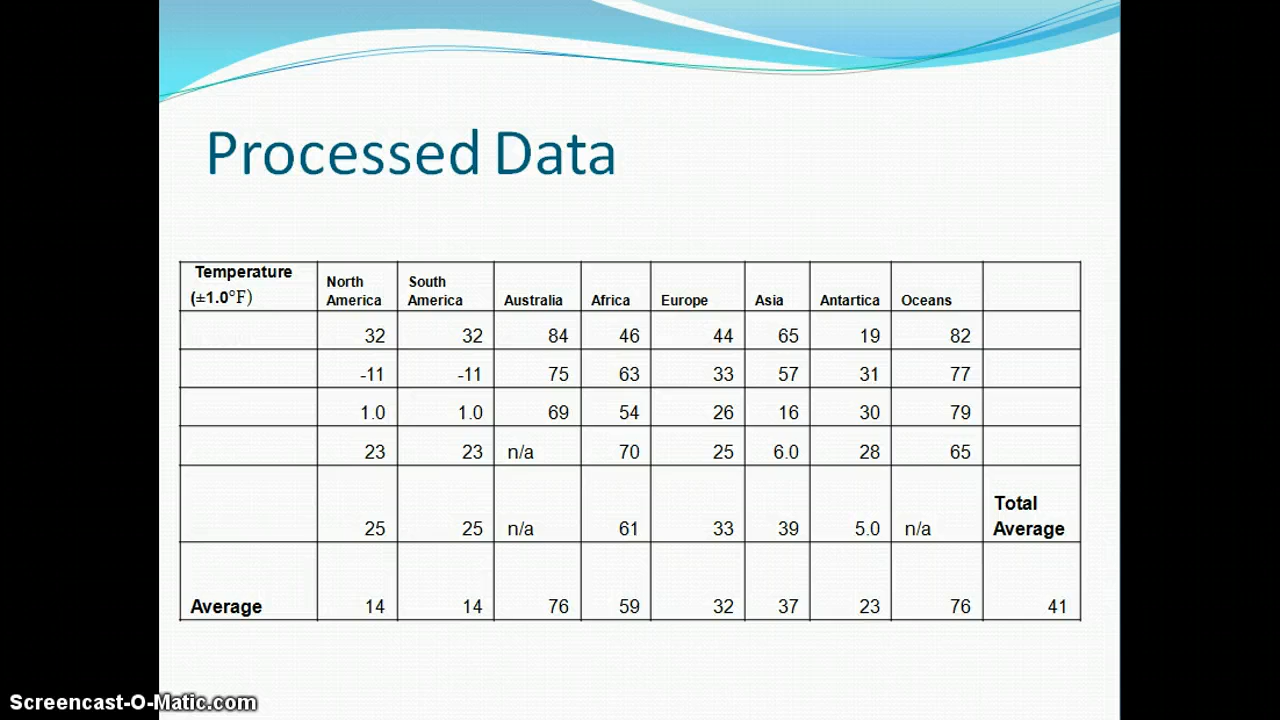 Processed Data
Temperature
(±1.0°F)
North
America
South
America
Australia
Africa
Europe
Asia
Antartica
Oceans
32 32 84 46 44 65 19 82
-11 -11 75 63 33 57 31 77
1.0 1.0 69 54 26 16 30 79
23 23 n/a 70 25 6.0 28 65
25 25 n/a 61 33 39 5.0 n/a
Total
Average
Average 14 14 76 59 32 37 23 76 41
Screencast-O-Matic.com